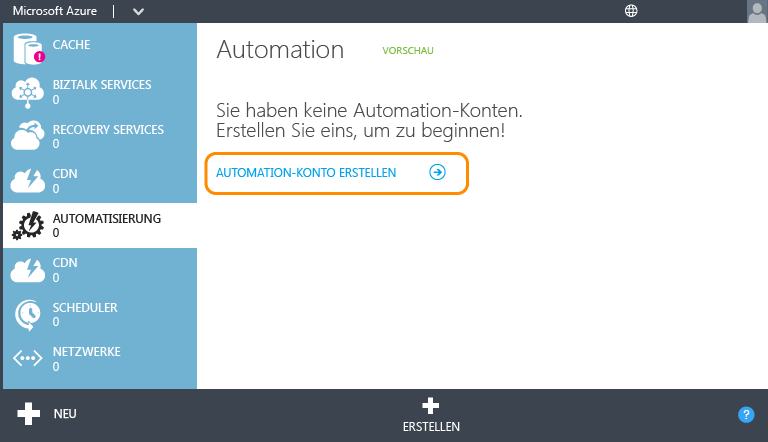 Microsoft Azure
CACHE
BIZTALK SERVICES
0
RECOVERY SERVICES
0
CDN
0
AUTOMATISIERUNG
0
CDN
0
SCHEDULER
0
NETZWERKE
0
Automation VORSCHAU
Sie haben keine Automation-Konten.
Erstellen Sie eins, um zu beginnen!
AUTOMATION-KONTO ERSTELLEN
NEU
ERSTELLEN
?